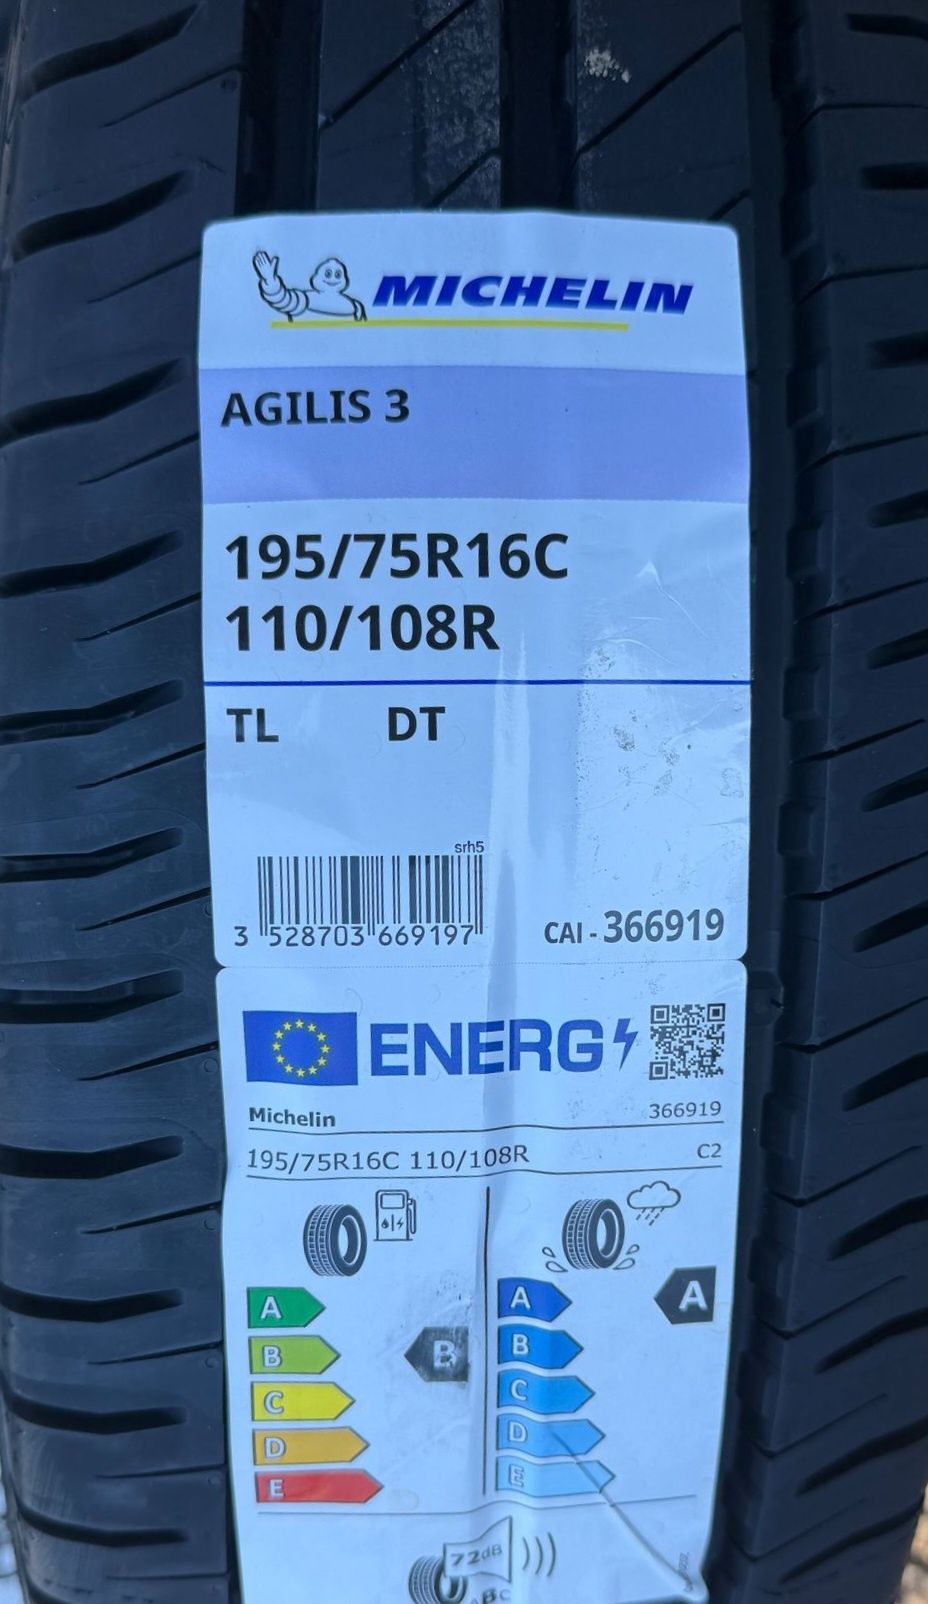 MICHELIN
AGILIS 3
195/75R16C
110/108R
TL DT
srh5
3 528703 669197
CAI - 366919
ENERG
Michelin 366919
195/75R16C 110/108R C2
A A A
B B B
C C
D D
E E
72dB
ABC